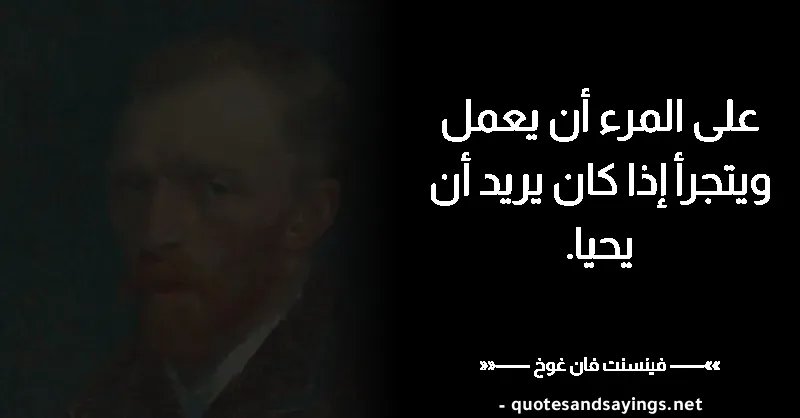 على المرء أن يعمل
ويتجرأ إذا كان يريد أن
يحيا.
»—— فينسنت فان غوخ ——««
- quotesandsayings.net